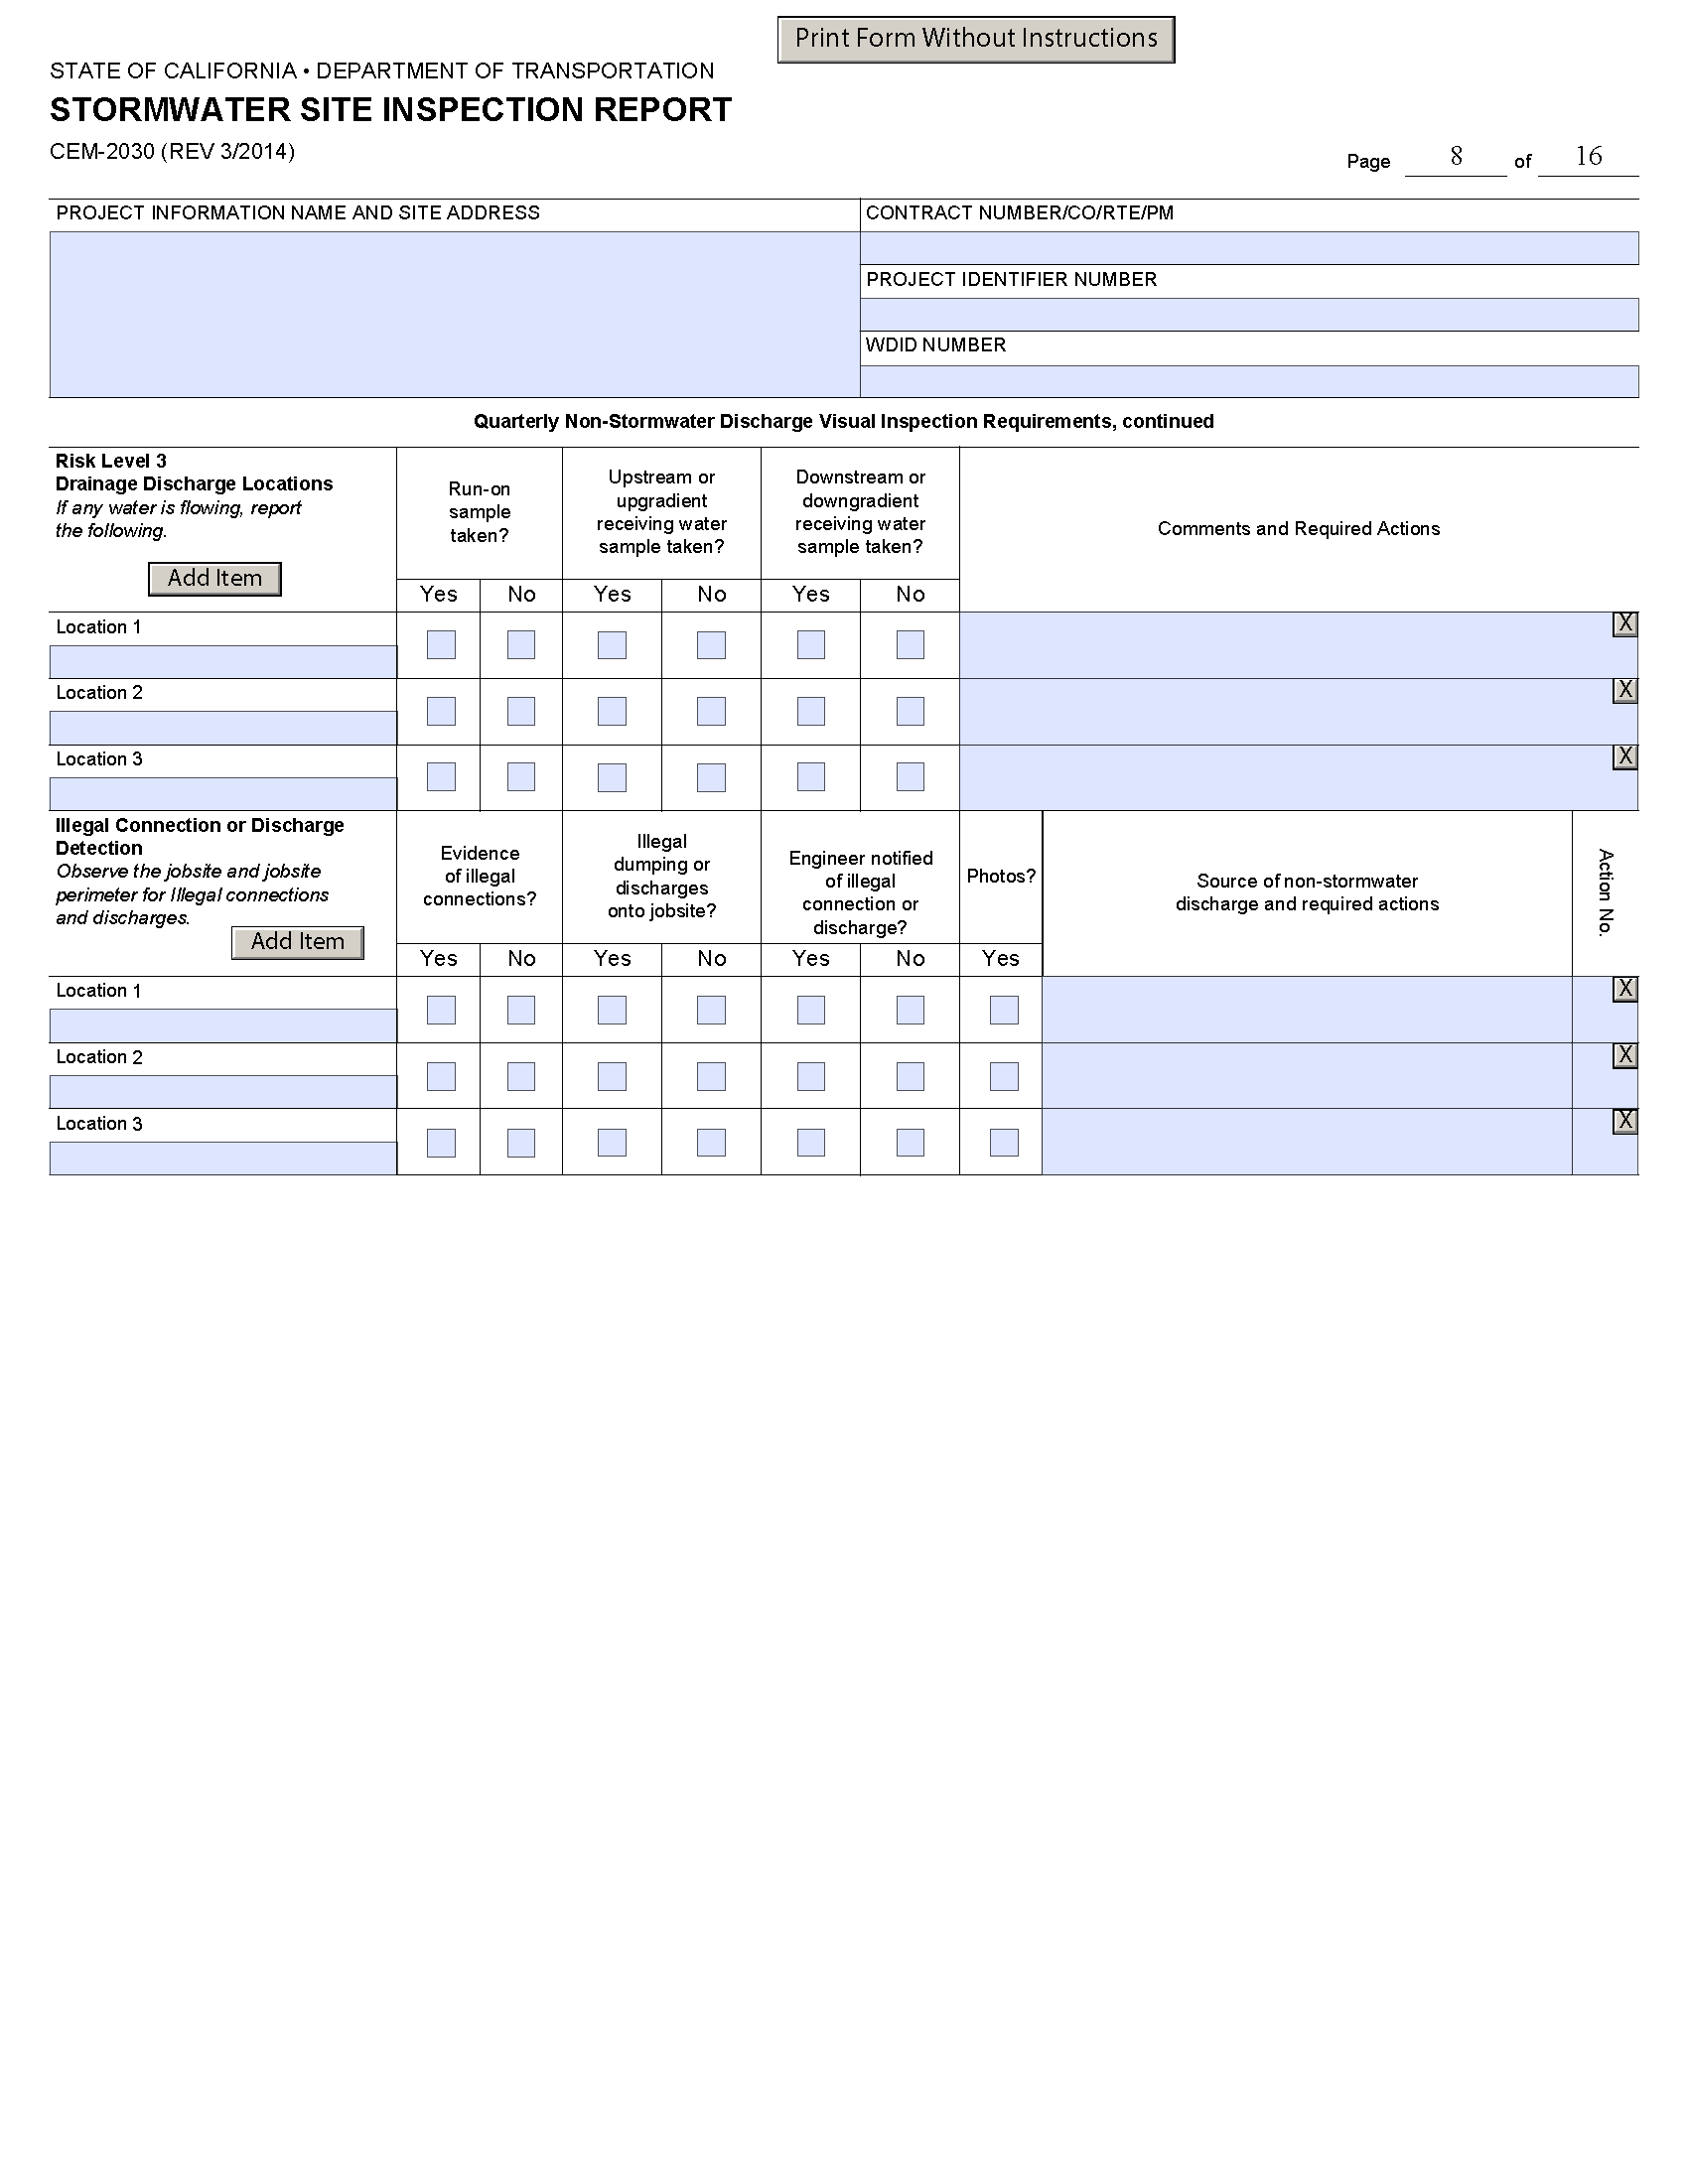 Print Form Without Instructions
STATE OF CALIFORNIA • DEPARTMENT OF TRANSPORTATION
STORMWATER SITE INSPECTION REPORT
CEM-2030 (REV 3/2014)
Page 8 of 16
PROJECT INFORMATION NAME AND SITE ADDRESS
CONTRACT NUMBER/CO/RTE/PM
PROJECT IDENTIFIER NUMBER
WDID NUMBER
Quarterly Non-Stormwater Discharge Visual Inspection Requirements, continued
Risk Level 3
Drainage Discharge Locations
If any water is flowing, report
the following.
Add Item
Run-on
sample
taken?
Upstream or
upgradient
receiving water
sample taken?
Downstream or
downgradient
receiving water
sample taken?
Comments and Required Actions
Yes No Yes No Yes No
Location 1
X
Location 2
X
Location 3
X
Illegal Connection or Discharge
Detection
Observe the jobsite and jobsite
perimeter for Illegal connections
and discharges.
Add Item
Evidence
of illegal
connections?
Illegal
dumping or
discharges
onto jobsite?
Engineer notified
of illegal
connection or
discharge?
Photos?
Source of non-stormwater
discharge and required actions
Action No.
Yes No Yes No Yes No Yes
Location 1
X
Location 2
X
Location 3
X